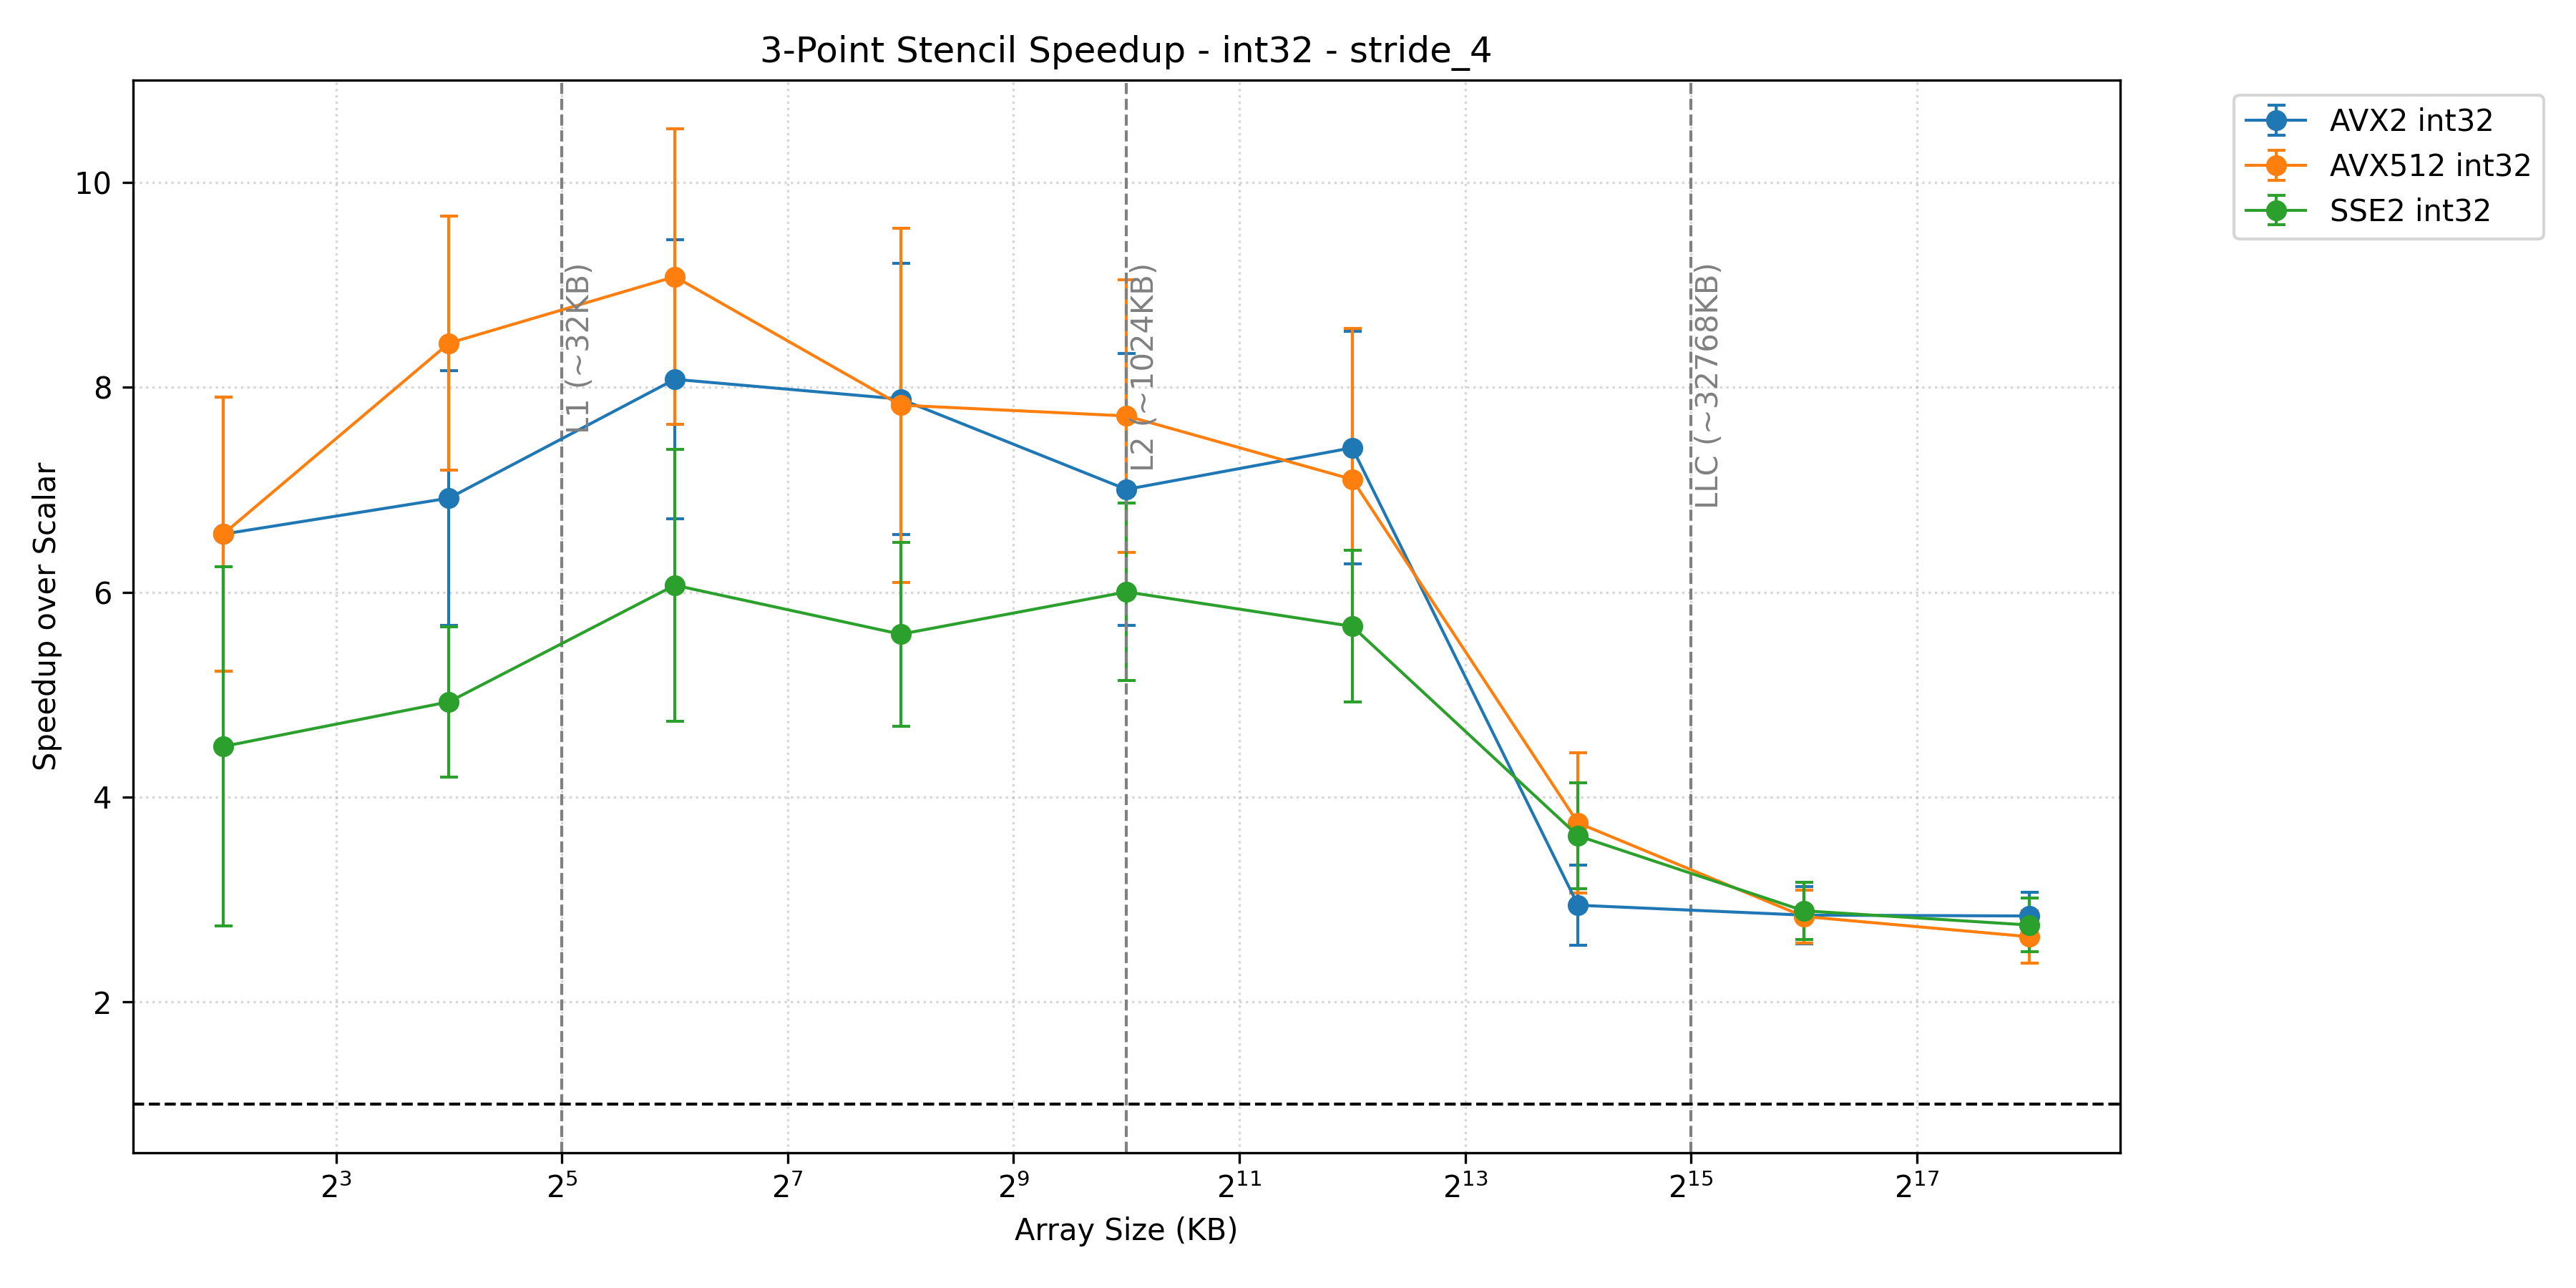 3-Point Stencil Speedup - int32 - stride_4
AVX2 int32
AVX512 int32
SSE2 int32
10
8
6
4
2
Speedup over Scalar
L1 (~32KB)
L2 (~1024KB)
LLC (~32768KB)
2³ 2⁵ 2⁷ 2⁹ 2¹¹ 2¹³ 2¹⁵ 2¹⁷
Array Size (KB)